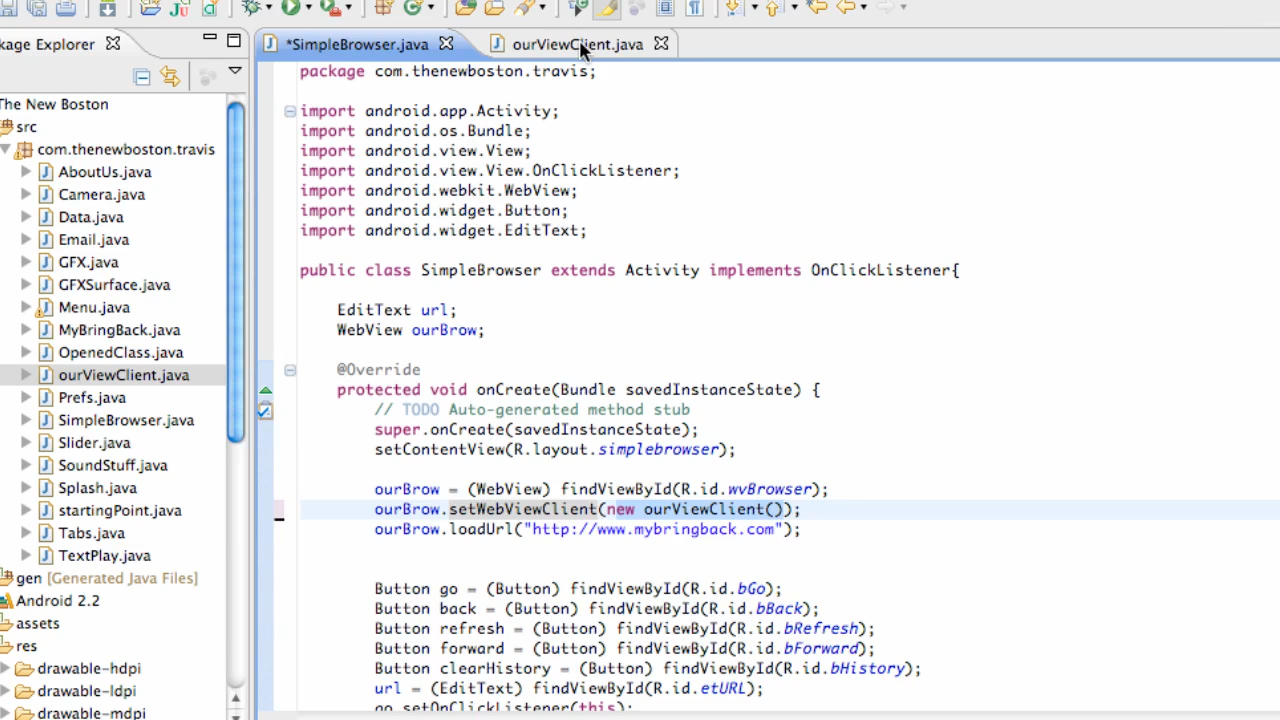 kage Explorer
*SimpleBrowser.java
ourViewClient.java
The New Boston
src
com.thenewboston.travis
AboutUs.java
Camera.java
Data.java
Email.java
GFX.java
GFXSurface.java
Menu.java
MyBringBack.java
OpenedClass.java
ourViewClient.java
Prefs.java
SimpleBrowser.java
Slider.java
SoundStuff.java
Splash.java
startingPoint.java
Tabs.java
TextPlay.java
gen [Generated Java Files]
Android 2.2
assets
res
drawable-hdpi
drawable-ldpi
drawable-mdpi
package com.thenewboston.travis;
import android.app.Activity;
import android.os.Bundle;
import android.view.View;
import android.view.View.OnClickListener;
import android.webkit.WebView;
import android.widget.Button;
import android.widget.EditText;
public class SimpleBrowser extends Activity implements OnClickListener{
EditText url;
WebView ourBrow;
@Override
protected void onCreate(Bundle savedInstanceState) {
// TODO Auto-generated method stub
super.onCreate(savedInstanceState);
setContentView(R.layout.simplebrowser);
ourBrow = (WebView) findViewById(R.id.wvBrowser);
ourBrow.setWebViewClient(new ourViewClient());
ourBrow.loadUrl("http://www.mybringback.com");
Button go = (Button) findViewById(R.id.bGo);
Button back = (Button) findViewById(R.id.bBack);
Button refresh = (Button) findViewById(R.id.bRefresh);
Button forward = (Button) findViewById(R.id.bForward);
Button clearHistory = (Button) findViewById(R.id.bHistory);
url = (EditText) findViewById(R.id.etURL);
go.setOnClickListener(this);